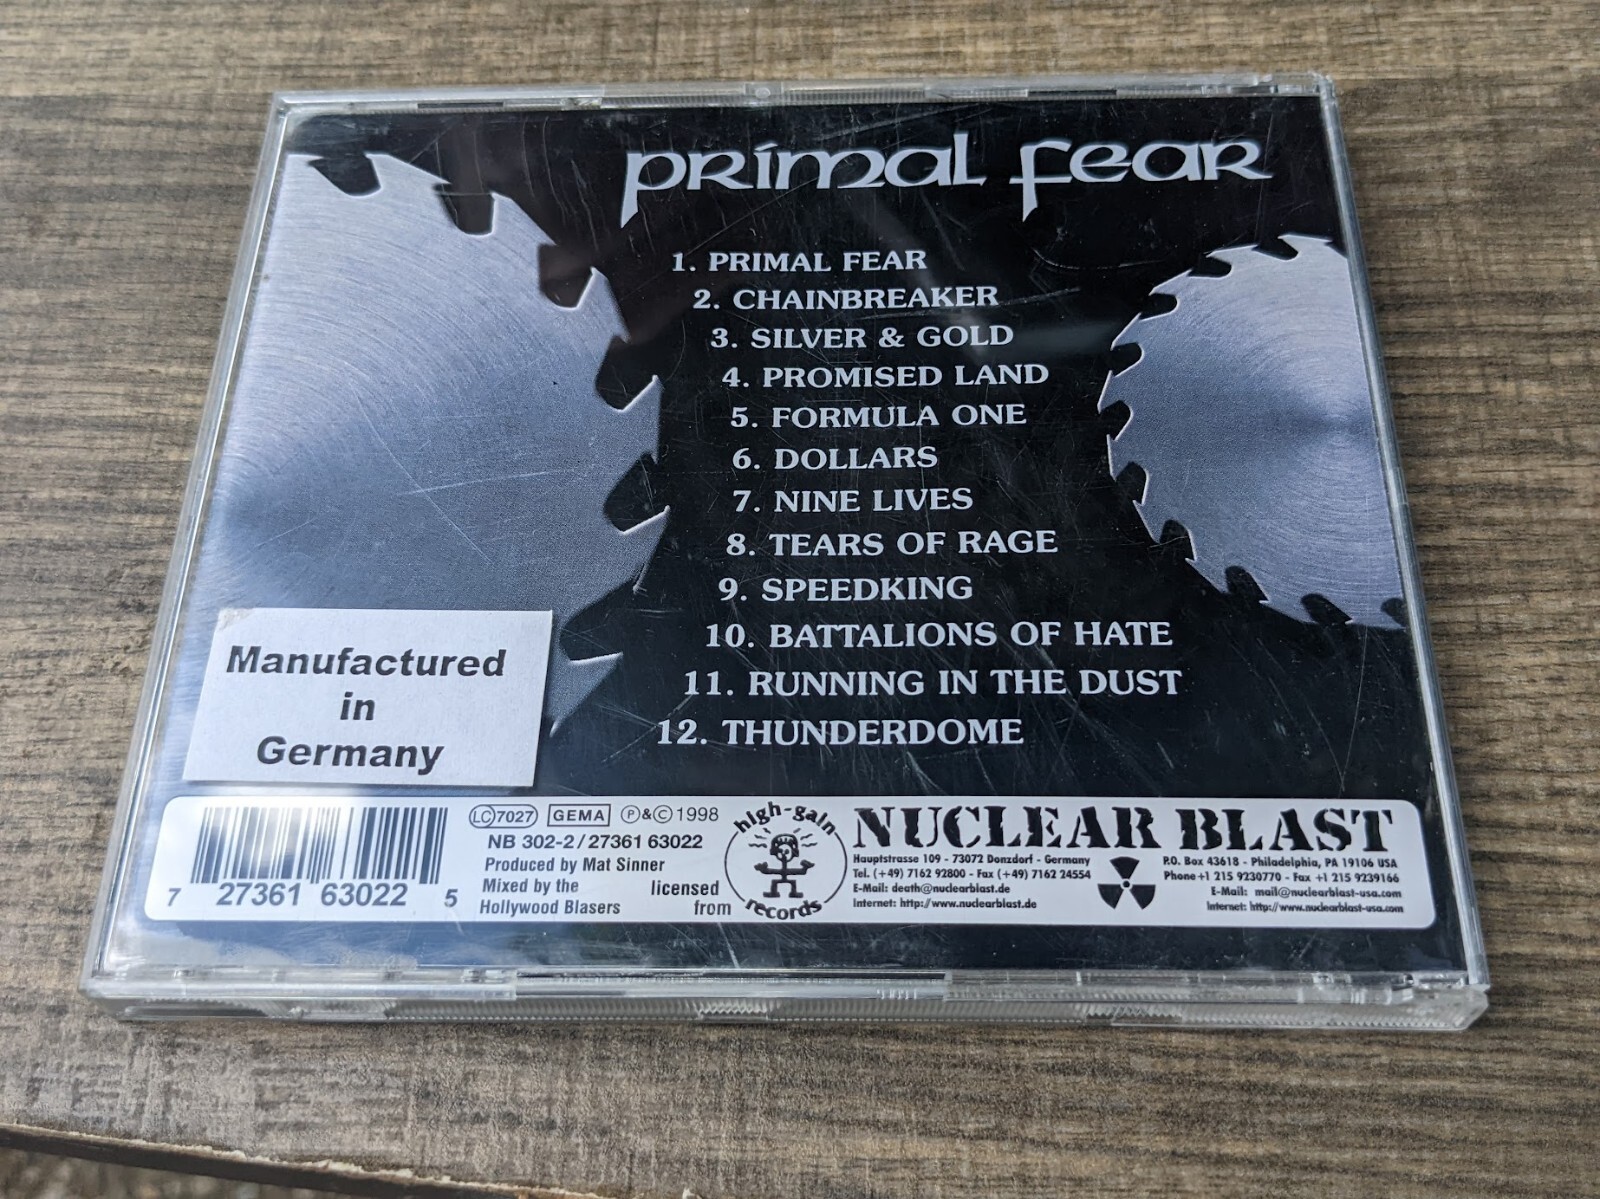 primal fear
1. PRIMAL FEAR
2. CHAINBREAKER
3. SILVER & GOLD
4. PROMISED LAND
5. FORMULA ONE
6. DOLLARS
7. NINE LIVES
8. TEARS OF RAGE
9. SPEEDKING
10. BATTALIONS OF HATE
11. RUNNING IN THE DUST
12. THUNDERDOME
Manufactured
in
Germany
7 27361 63022 5
LC 7027 GEMA Ⓟ&© 1998
NB 302-2 / 27361 63022
Produced by Mat Sinner
Mixed by the
Hollywood Blasers
licensed
from
high-gain
records
NUCLEAR BLAST
Hauptstrasse 109 - 73072 Donzdorf - Germany
Tel. (+49) 7162 92800 - Fax (+49) 7162 24554
E-Mail: death@nuclearblast.de
Internet: http://www.nuclearblast.de
P.O. Box 43618 - Philadelphia, PA 19106 USA
Phone +1 215 9230770 - Fax +1 215 9239166
E-Mail: mail@nuclearblast-usa.com
Internet: http://www.nuclearblast-usa.com